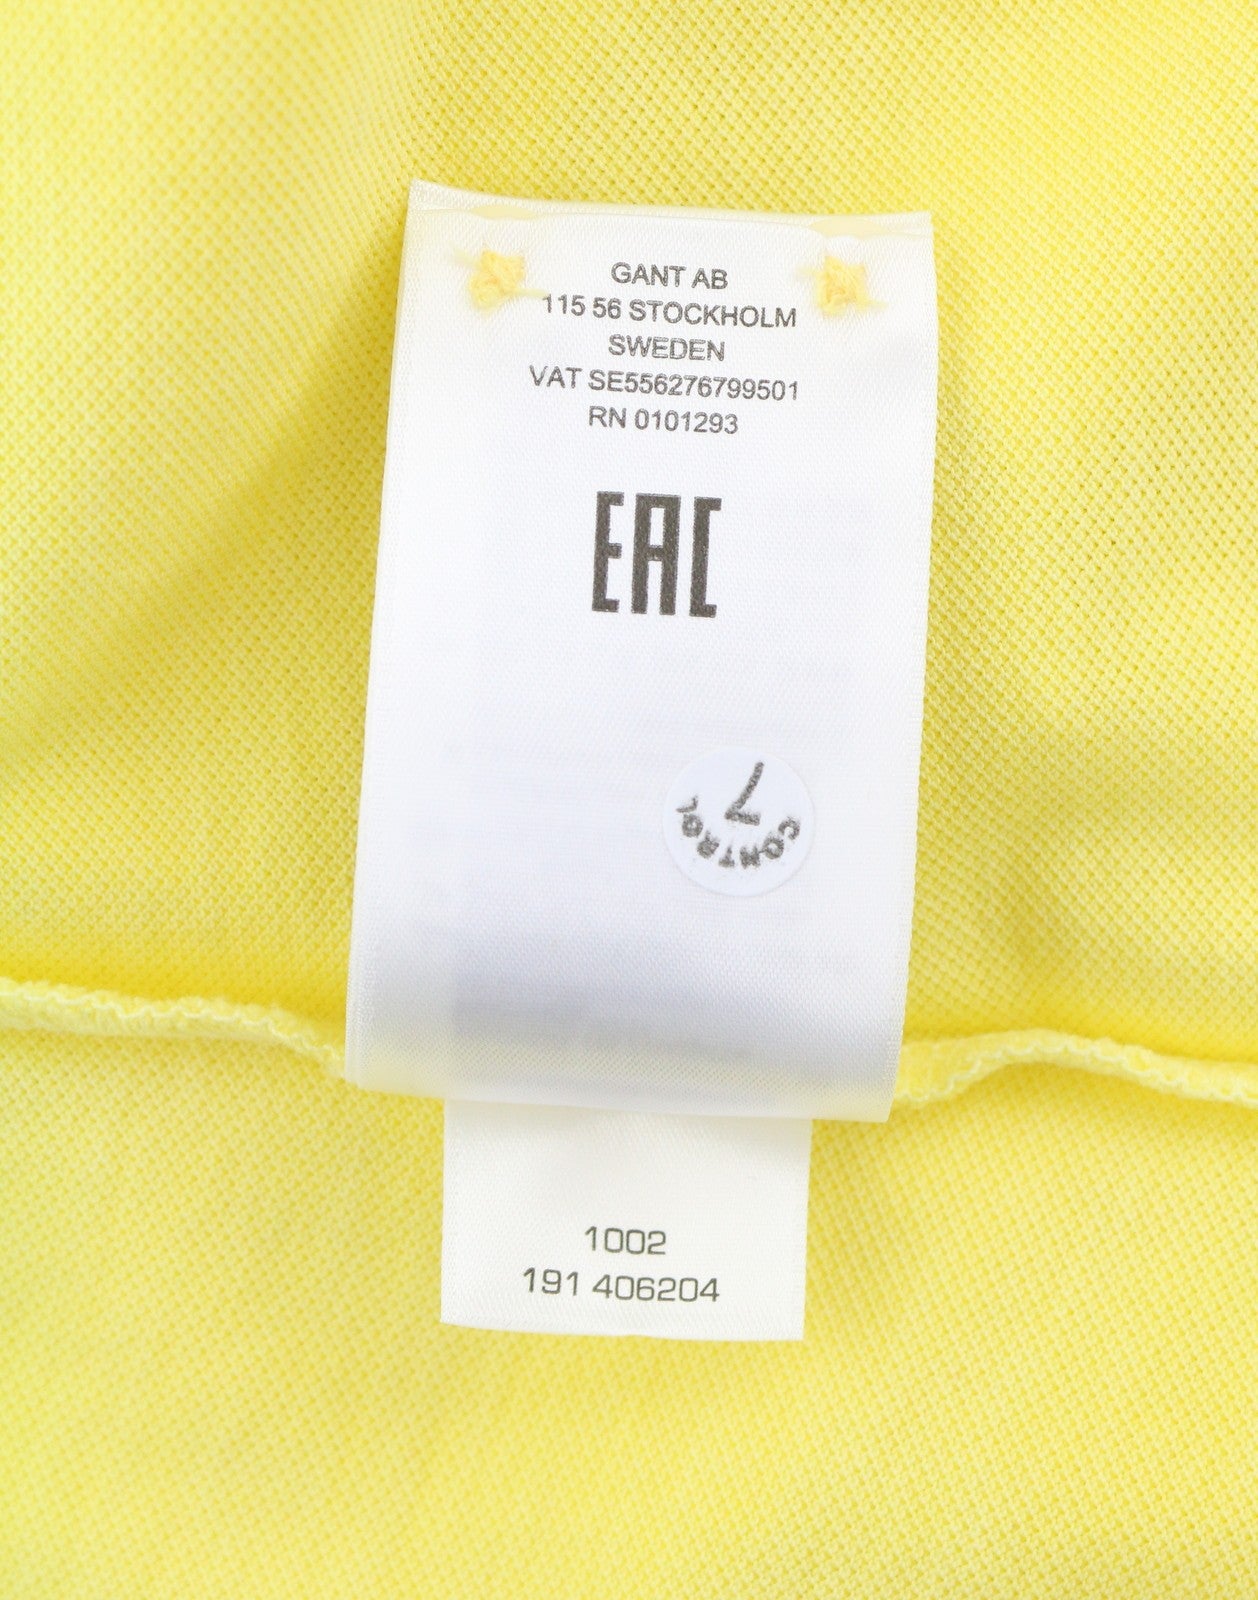 GANT AB
115 56 STOCKHOLM
SWEDEN
VAT SE556276799501
RN 0101293
EAC
7
CONTROL
1002
191 406204